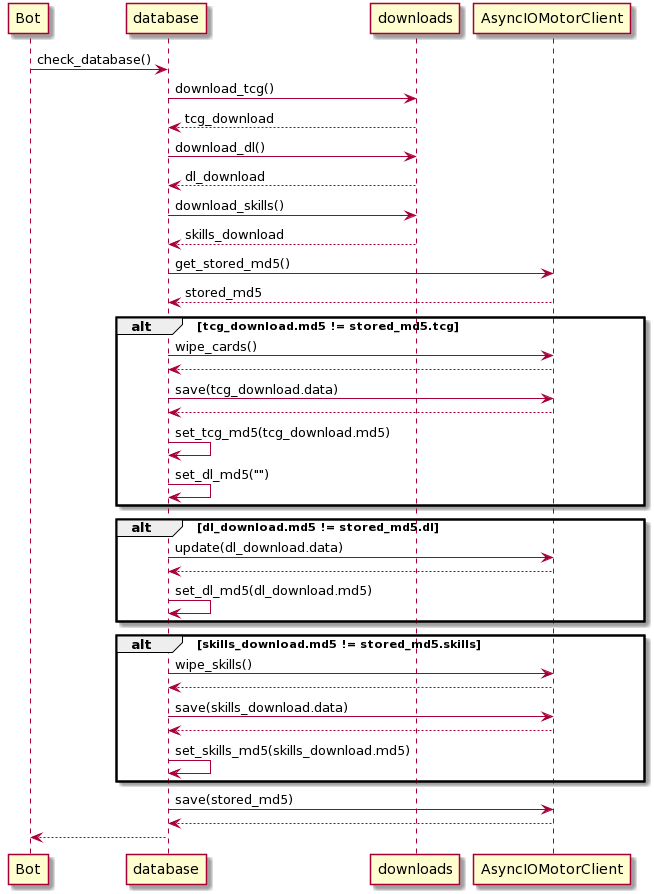 Bot database downloads AsyncIOMotorClient
check_database()
download_tcg()
tcg_download
download_dl()
dl_download
download_skills()
skills_download
get_stored_md5()
stored_md5
alt [tcg_download.md5 != stored_md5.tcg]
wipe_cards()
save(tcg_download.data)
set_tcg_md5(tcg_download.md5)
set_dl_md5("")
alt [dl_download.md5 != stored_md5.dl]
update(dl_download.data)
set_dl_md5(dl_download.md5)
alt [skills_download.md5 != stored_md5.skills]
wipe_skills()
save(skills_download.data)
set_skills_md5(skills_download.md5)
save(stored_md5)
Bot database downloads AsyncIOMotorClient